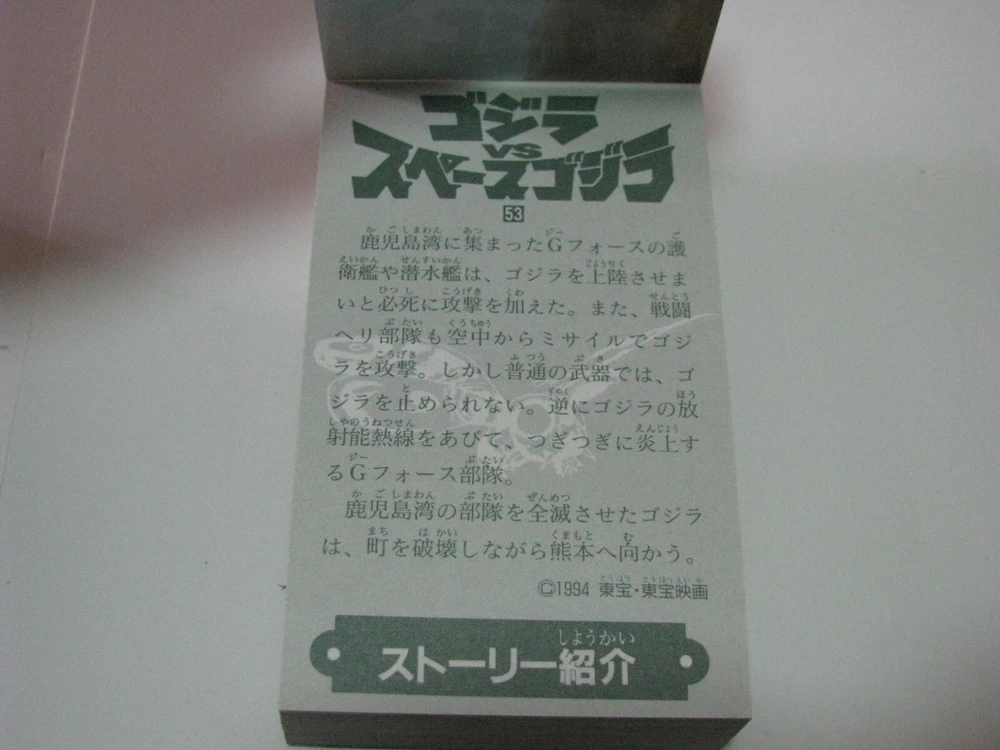 ゴジラ
VS
スペースゴジラ
53
鹿児島湾に集まったGフォースの護
衛艦や潜水艦は、ゴジラを上陸させま
いと必死に攻撃を加えた。また、戦闘
ヘリ部隊も空中からミサイルでゴジ
ラを攻撃。しかし普通の武器では、ゴ
ジラを止められない。逆にゴジラの放
射能熱線をあびて、つぎつぎに炎上す
るGフォース部隊。
鹿児島湾の部隊を全滅させたゴジラ
は、町を破壊しながら熊本へ向かう。
©1994 東宝・東宝映画
しょうかい
ストーリー紹介